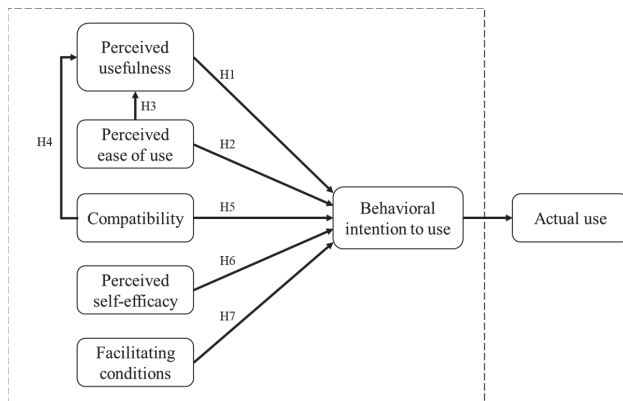 Perceived
usefulness
H1
H3
H4
Perceived
ease of use
H2
Compatibility
H5
Behavioral
intention to use
Actual use
H6
Perceived
self-efficacy
H7
Facilitating
conditions